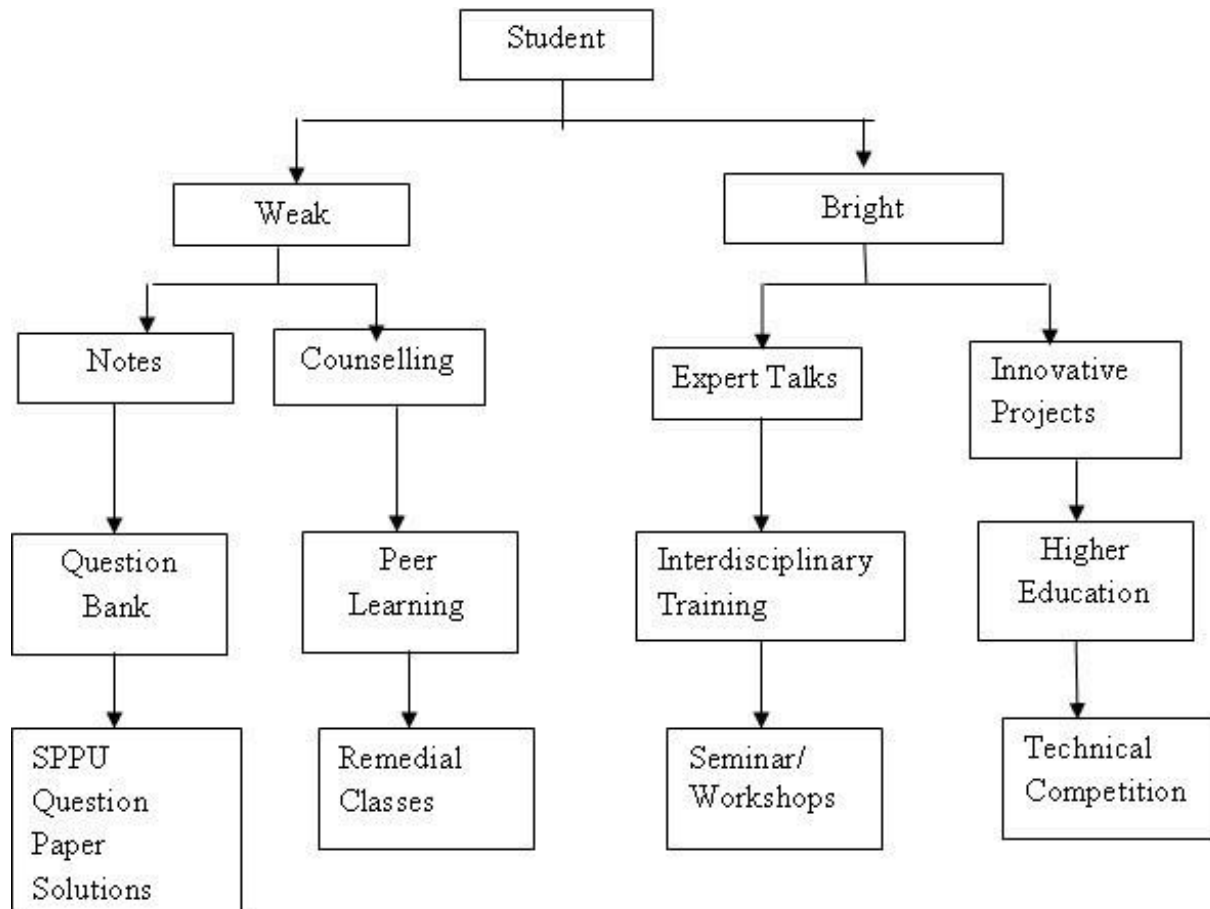 Student
Weak
Bright
Notes
Counselling
Expert Talks
Innovative
Projects
Question
Bank
Peer
Learning
Interdisciplinary
Training
Higher
Education
SPPU
Question
Paper
Solutions
Remedial
Classes
Seminar/
Workshops
Technical
Competition